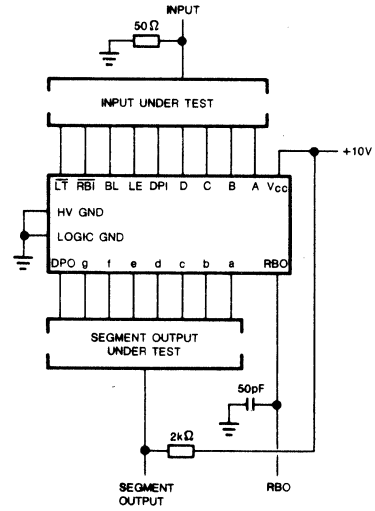 INPUT
50Ω
INPUT UNDER TEST
+10V
LT RBI BL LE DPI D C B A VCC
HV GND
LOGIC GND
DPO g f e d c b a RBO
SEGMENT OUTPUT
UNDER TEST
50pF
2kΩ
SEGMENT
OUTPUT
RBO